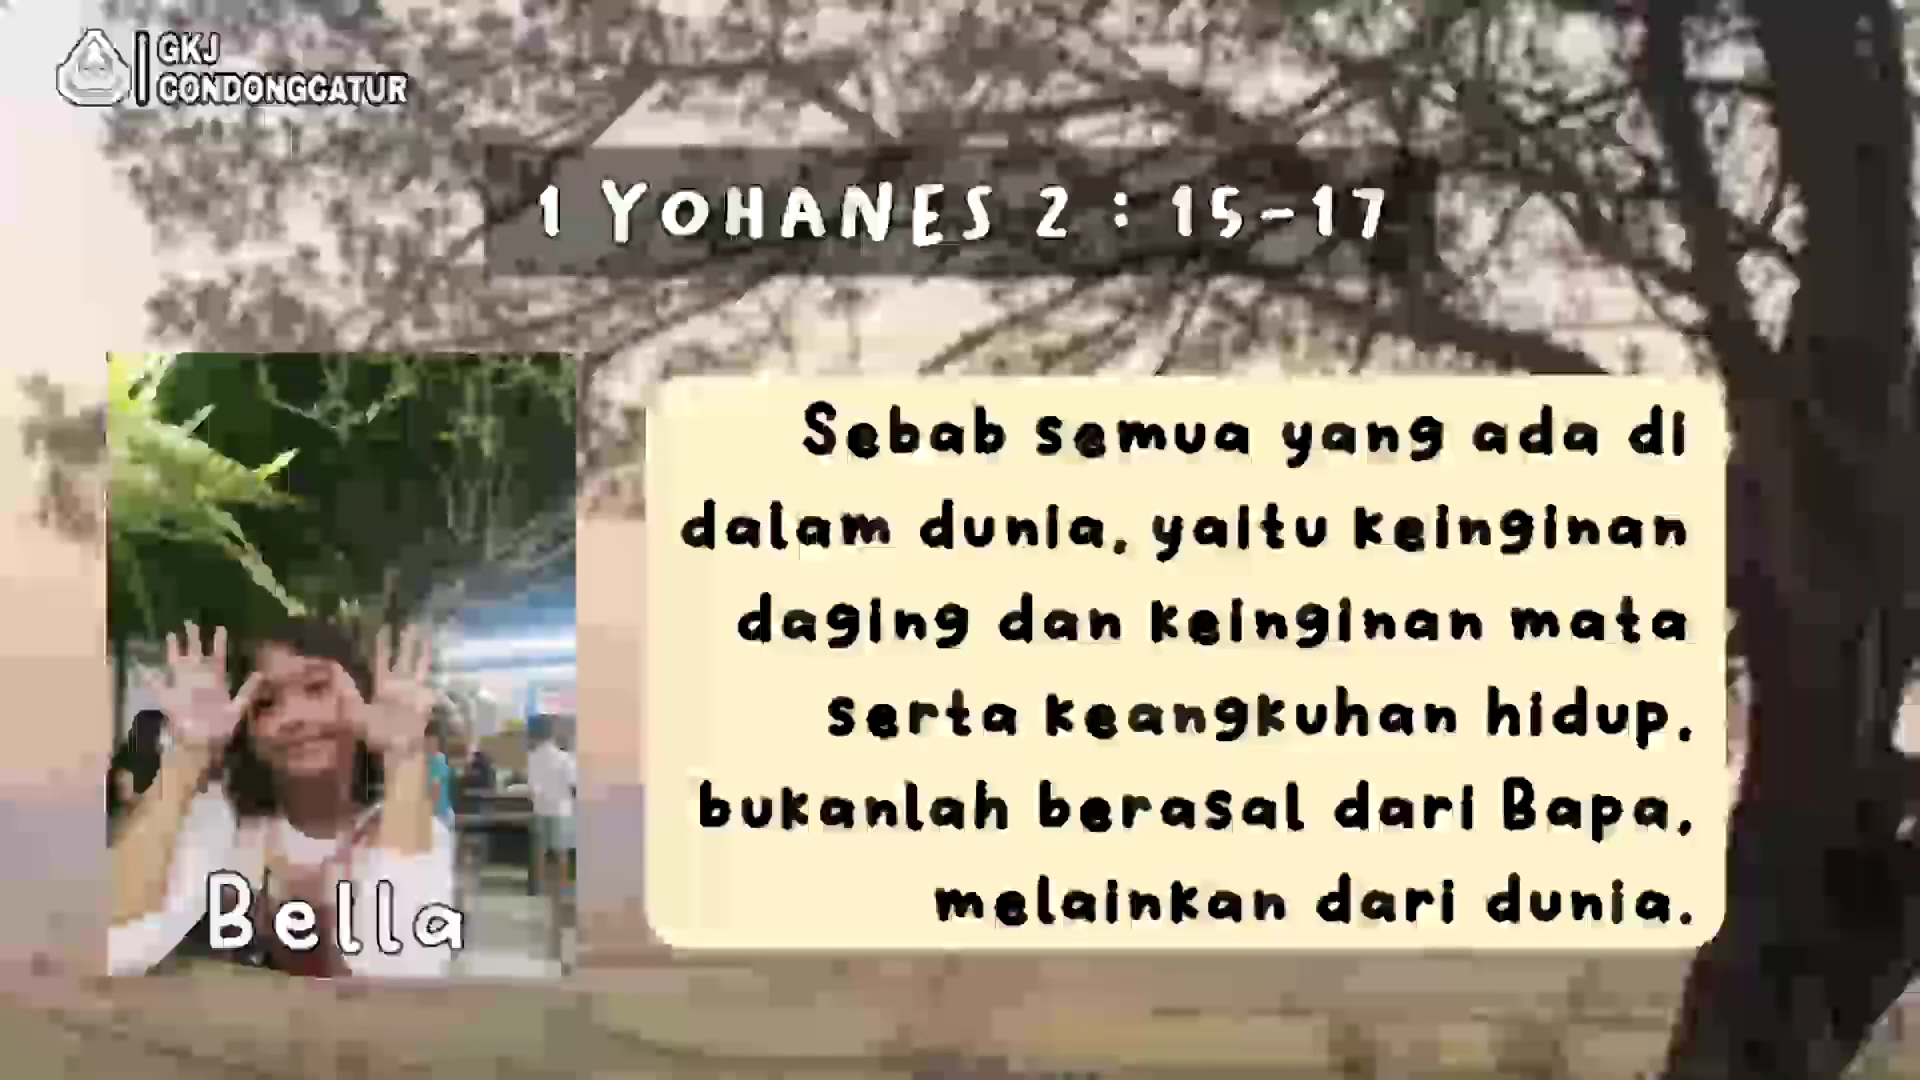 GKJ
CONDONGCATUR
1 YOHANES 2 : 15-17
Sebab semua yang ada di
dalam dunia, yaitu keinginan
daging dan keinginan mata
serta keangkuhan hidup,
bukanlah berasal dari Bapa,
melainkan dari dunia.
Bella